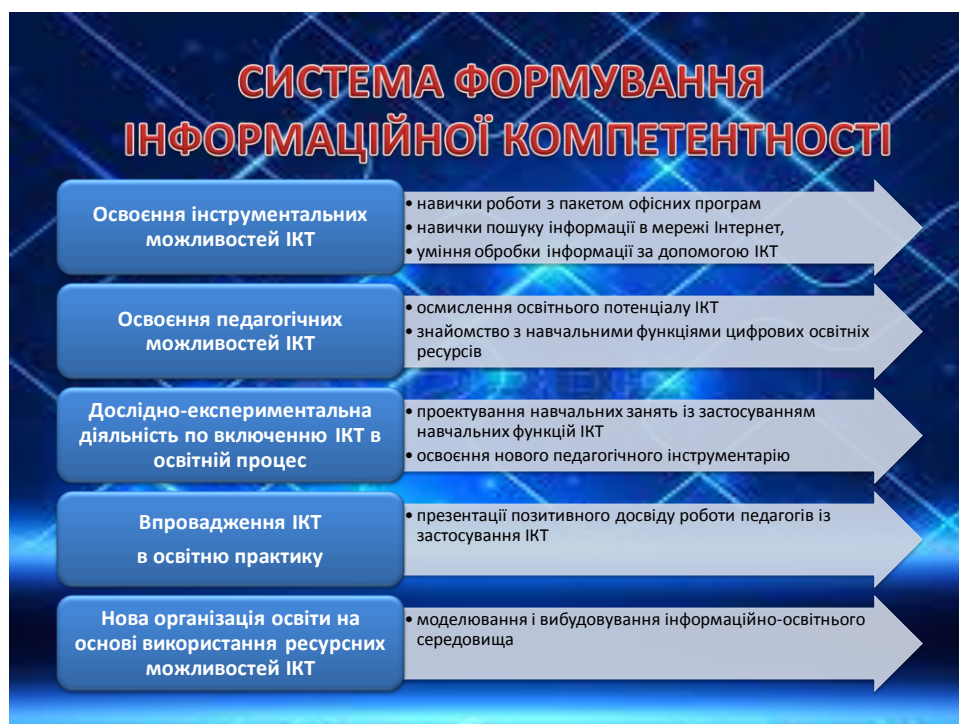 СИСТЕМА ФОРМУВАННЯ
ІНФОРМАЦІЙНОЇ КОМПЕТЕНТНОСТІ
Освоєння інструментальних
можливостей ІКТ
• навички роботи з пакетом офісних програм
• навички пошуку інформації в мережі Інтернет,
• уміння обробки інформації за допомогою ІКТ
Освоєння педагогічних
можливостей ІКТ
• осмислення освітнього потенціалу ІКТ
• знайомство з навчальними функціями цифрових освітніх
ресурсів
Дослідно-експериментальна
діяльність по включенню ІКТ в
освітній процес
• проектування навчальних занять із застосуванням
навчальних функцій ІКТ
• освоєння нового педагогічного інструментарію
Впровадження ІКТ
в освітню практику
• презентації позитивного досвіду роботи педагогів із
застосування ІКТ
Нова організація освіти на
основі використання ресурсних
можливостей ІКТ
• моделювання і вибудовування інформаційно-освітнього
середовища